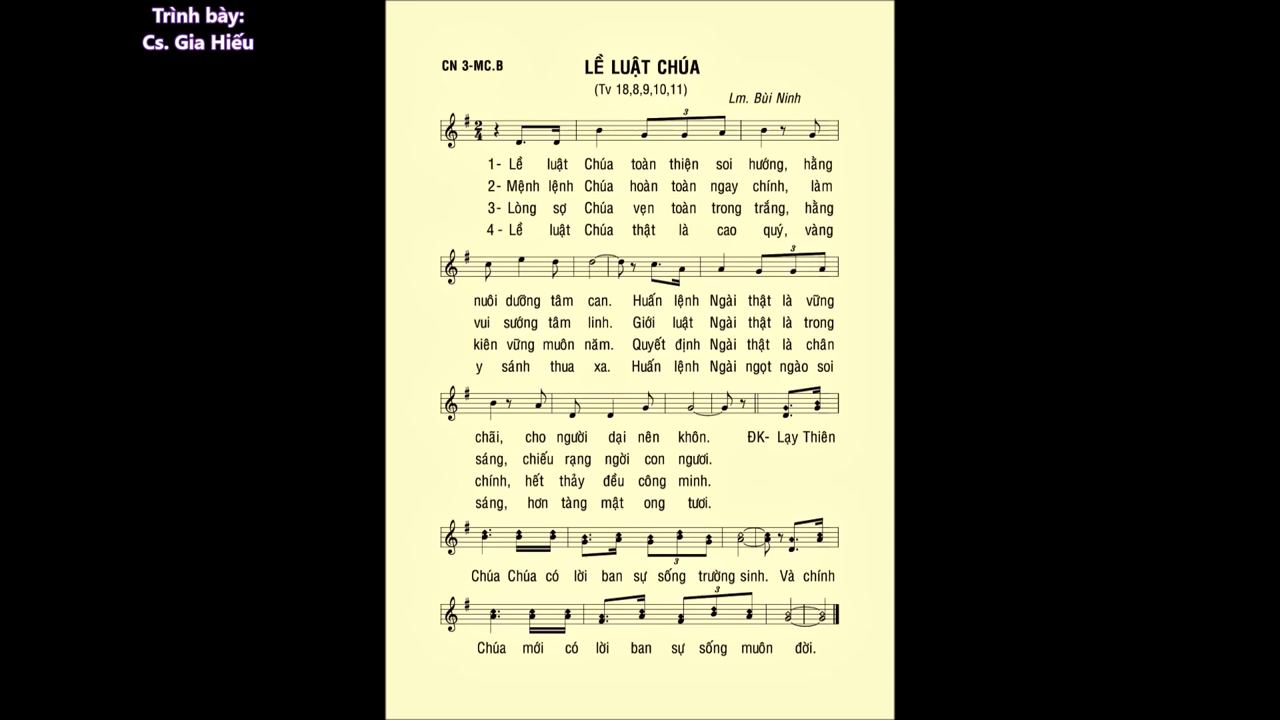 Trình bày:
Cs. Gia Hiếu
CN 3-MC.B
LỀ LUẬT CHÚA
(Tv 18,8,9,10,11)
Lm. Bùi Ninh
3
2
4
1- Lề luật Chúa toàn thiện soi hướng, hằng
2- Mệnh lệnh Chúa hoàn toàn ngay chính, làm
3- Lòng sợ Chúa vẹn toàn trong trắng, hằng
4 - Lề luật Chúa thật là cao quý, vàng
3
nuôi dưỡng tâm can. Huấn lệnh Ngài thật là vững
vui sướng tâm linh. Giới luật Ngài thật là trong
kiên vững muôn năm. Quyết định Ngài thật là chân
y sánh thua xa. Huấn lệnh Ngài ngọt ngào soi
chãi, cho người dại nên khôn. ĐK- Lạy Thiên
sáng, chiếu rạng ngời con ngươi.
chính, hết thảy đều công minh.
sáng, hơn tàng mật ong tươi.
3
Chúa Chúa có lời ban sự sống trường sinh. Và chính
3
Chúa mới có lời ban sự sống muôn đời.